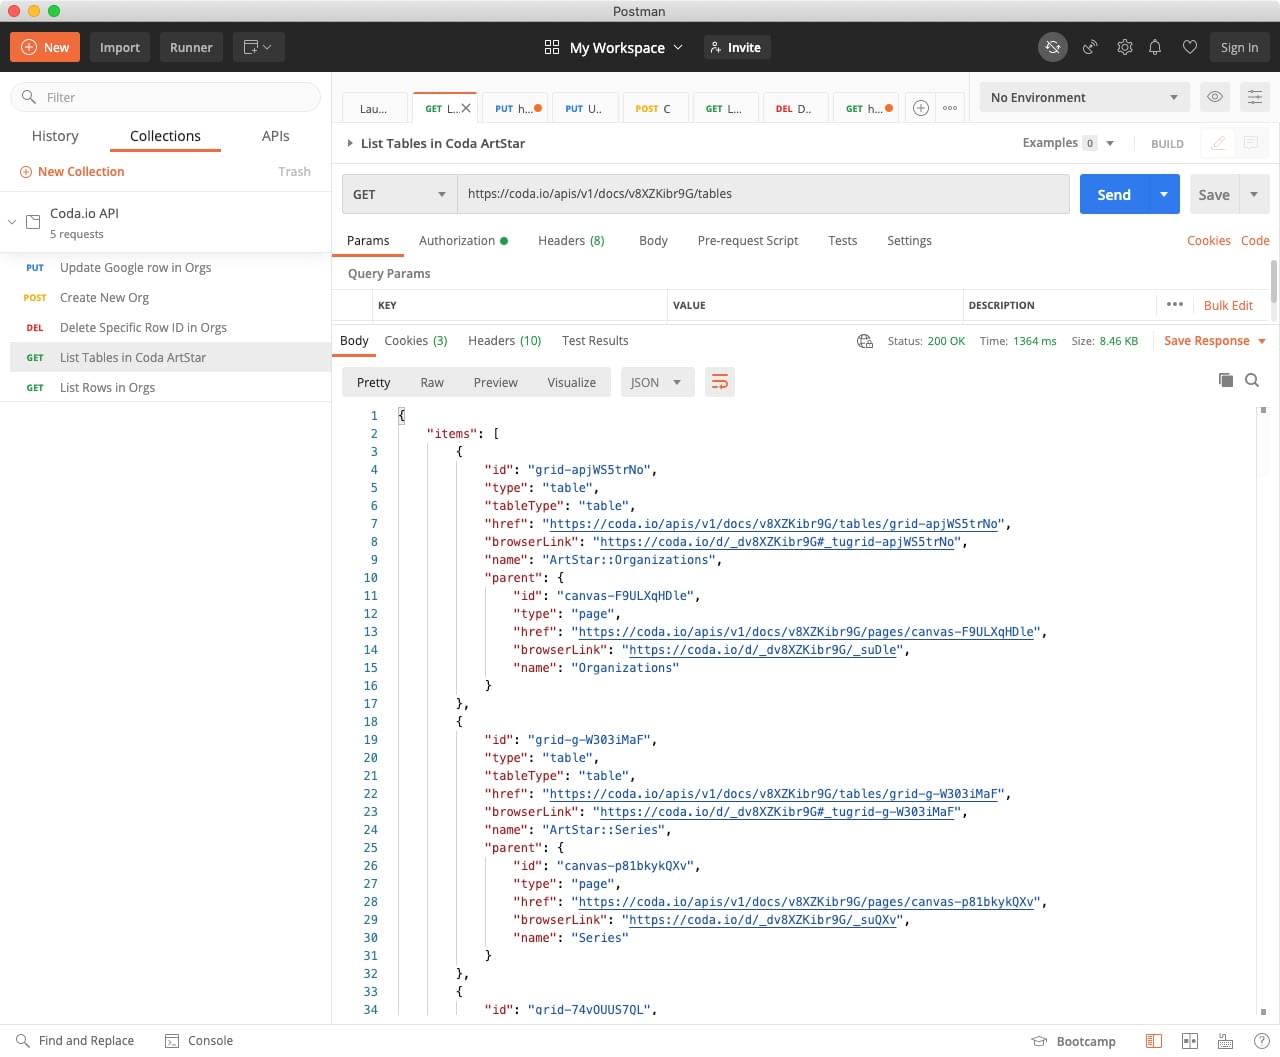 Postman
New
Import
Runner
My Workspace
Invite
Sign In
Filter
History
Collections
APIs
New Collection
Trash
Coda.io API
5 requests
PUT Update Google row in Orgs
POST Create New Org
DEL Delete Specific Row ID in Orgs
GET List Tables in Coda ArtStar
GET List Rows in Orgs
Lau...
GET L...
PUT h...
PUT U..
POST C
GET L...
DEL D..
GET h...
No Environment
List Tables in Coda ArtStar
Examples 0
BUILD
GET
https://coda.io/apis/v1/docs/v8XZKibr9G/tables
Send
Save
Params
Authorization
Headers (8)
Body
Pre-request Script
Tests
Settings
Cookies
Code
Query Params
KEY
VALUE
DESCRIPTION
Bulk Edit
Body
Cookies (3)
Headers (10)
Test Results
Status: 200 OK
Time: 1364 ms
Size: 8.46 KB
Save Response
Pretty
Raw
Preview
Visualize
JSON
1 {
2 "items": [
3 {
4 "id": "grid-apjWS5trNo",
5 "type": "table",
6 "tableType": "table",
7 "href": "https://coda.io/apis/v1/docs/v8XZKibr9G/tables/grid-apjWS5trNo",
8 "browserLink": "https://coda.io/d/_dv8XZKibr9G#_tugrid-apjWS5trNo",
9 "name": "ArtStar::Organizations",
10 "parent": {
11 "id": "canvas-F9ULXqHDle",
12 "type": "page",
13 "href": "https://coda.io/apis/v1/docs/v8XZKibr9G/pages/canvas-F9ULXqHDle",
14 "browserLink": "https://coda.io/d/_dv8XZKibr9G/_suDle",
15 "name": "Organizations"
16 }
17 },
18 {
19 "id": "grid-g-W303iMaF",
20 "type": "table",
21 "tableType": "table",
22 "href": "https://coda.io/apis/v1/docs/v8XZKibr9G/tables/grid-g-W303iMaF",
23 "browserLink": "https://coda.io/d/_dv8XZKibr9G#_tugrid-g-W303iMaF",
24 "name": "ArtStar::Series",
25 "parent": {
26 "id": "canvas-p81bkykQXv",
27 "type": "page",
28 "href": "https://coda.io/apis/v1/docs/v8XZKibr9G/pages/canvas-p81bkykQXv",
29 "browserLink": "https://coda.io/d/_dv8XZKibr9G/_suQXv",
30 "name": "Series"
31 }
32 },
33 {
34 "id": "grid-74vOUUS7QL",
Find and Replace
Console
Bootcamp